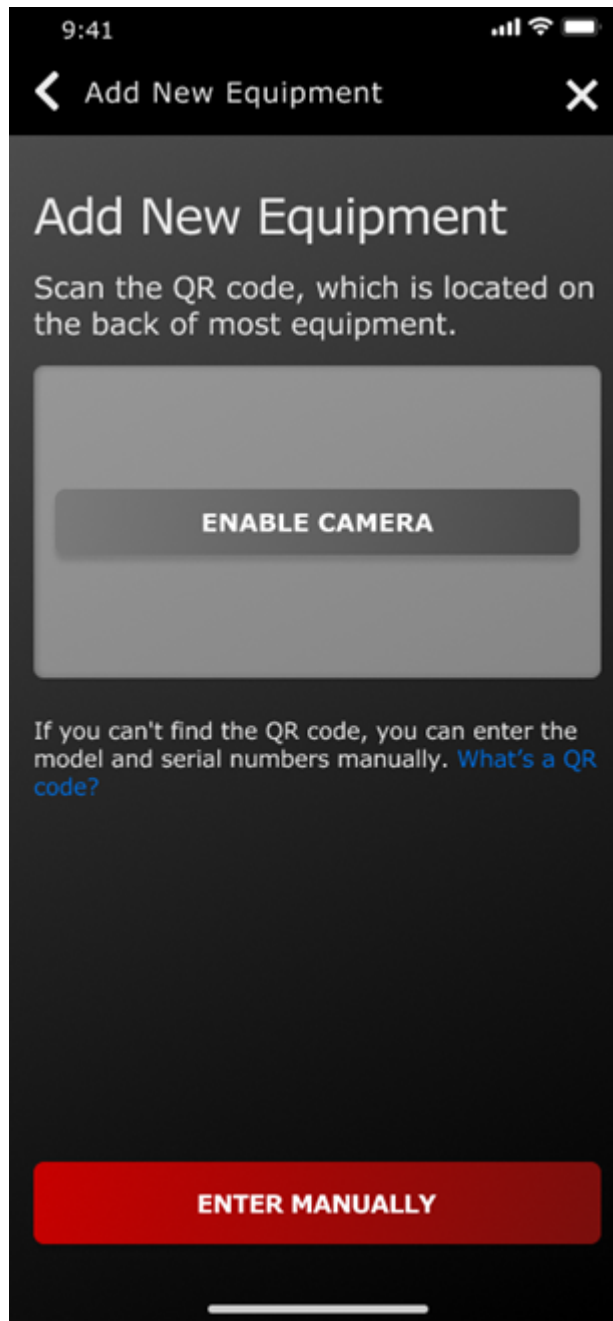 9:41
Add New Equipment
Add New Equipment
Scan the QR code, which is located on
the back of most equipment.
ENABLE CAMERA
If you can't find the QR code, you can enter the
model and serial numbers manually. What’s a QR
code?
ENTER MANUALLY